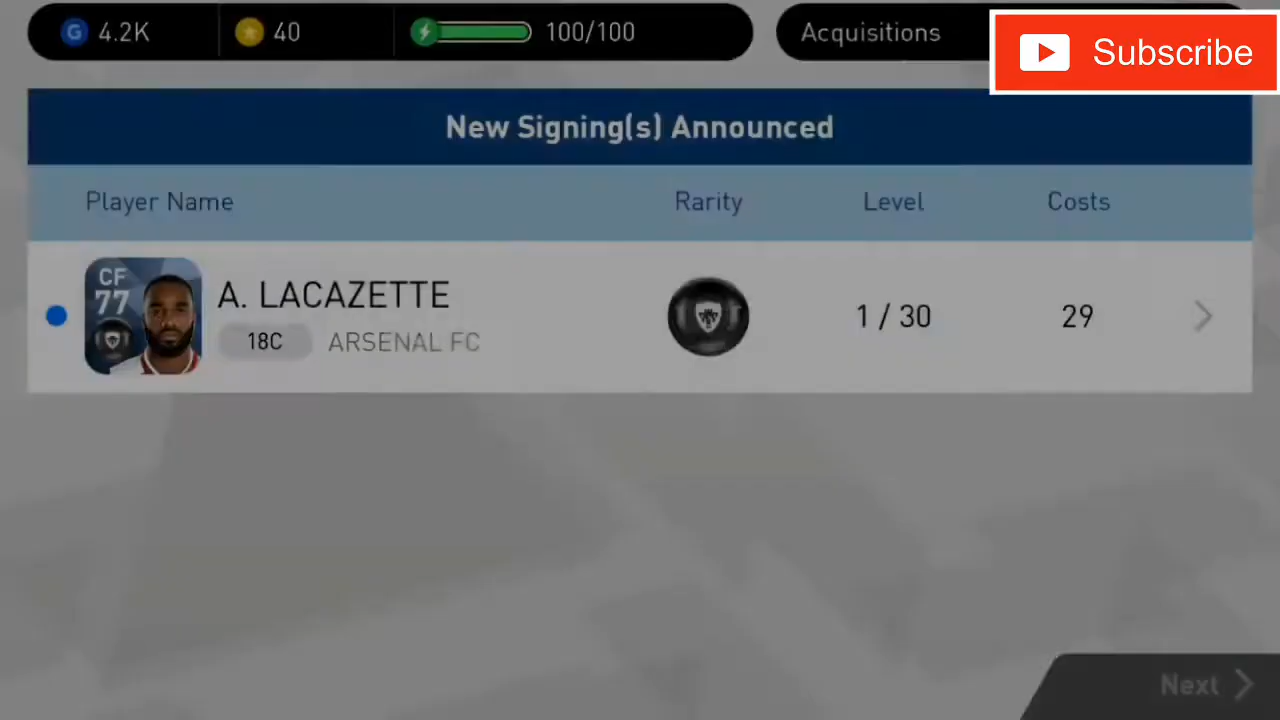 G 4.2K 40 100/100 Acquisitions
Subscribe
New Signing(s) Announced
Player Name Rarity Level Costs
CF
77
A. LACAZETTE
18C ARSENAL FC
1 / 30 29
Next